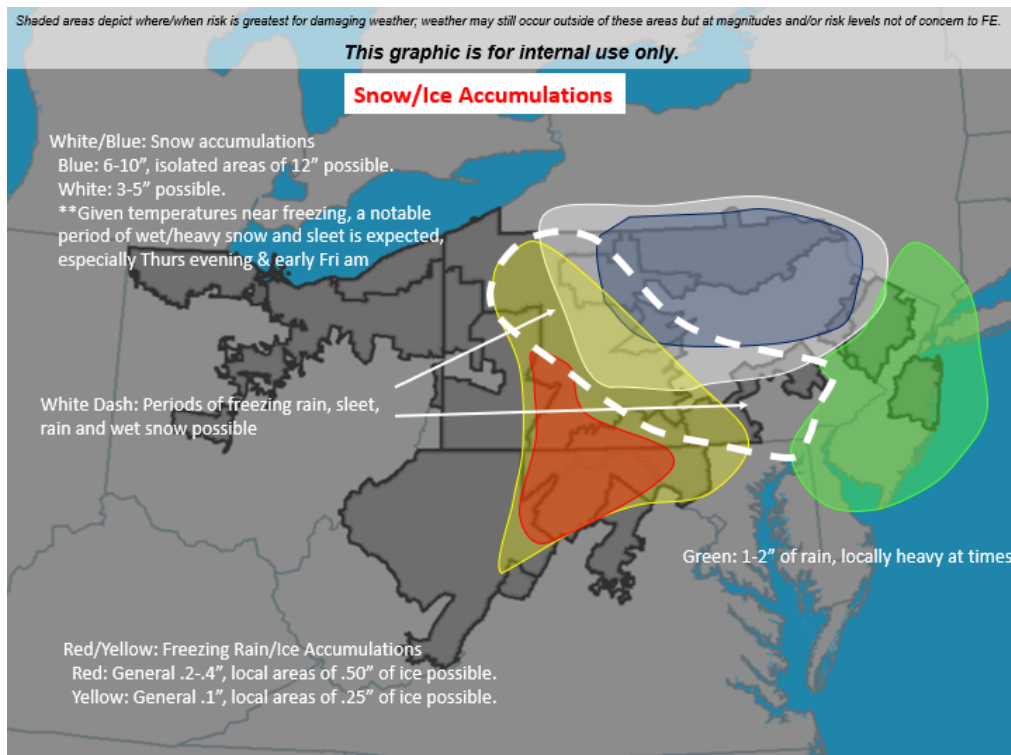 Shaded areas depict where/when risk is greatest for damaging weather; weather may still occur outside of these areas but at magnitudes and/or risk levels not of concern to FE.
This graphic is for internal use only.
Snow/Ice Accumulations
White/Blue: Snow accumulations
Blue: 6-10”, isolated areas of 12” possible.
White: 3-5” possible.
**Given temperatures near freezing, a notable
period of wet/heavy snow and sleet is expected,
especially Thurs evening & early Fri am
White Dash: Periods of freezing rain, sleet,
rain and wet snow possible
Green: 1-2” of rain, locally heavy at times
Red/Yellow: Freezing Rain/Ice Accumulations
Red: General .2-.4”, local areas of .50” of ice possible.
Yellow: General .1”, local areas of .25” of ice possible.